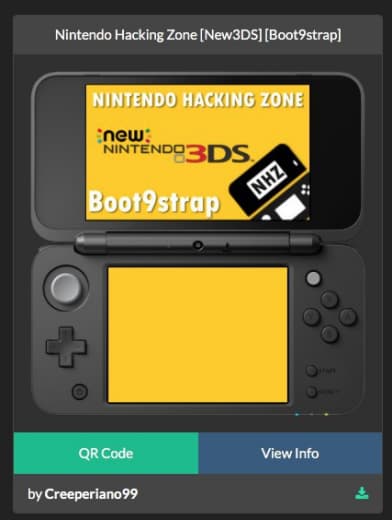 Nintendo Hacking Zone [New3DS] [Boot9strap]
NINTENDO HACKING ZONE
new
NINTENDO 3DS
NHZ
Boot9strap
QR Code
View Info
by Creeperiano99